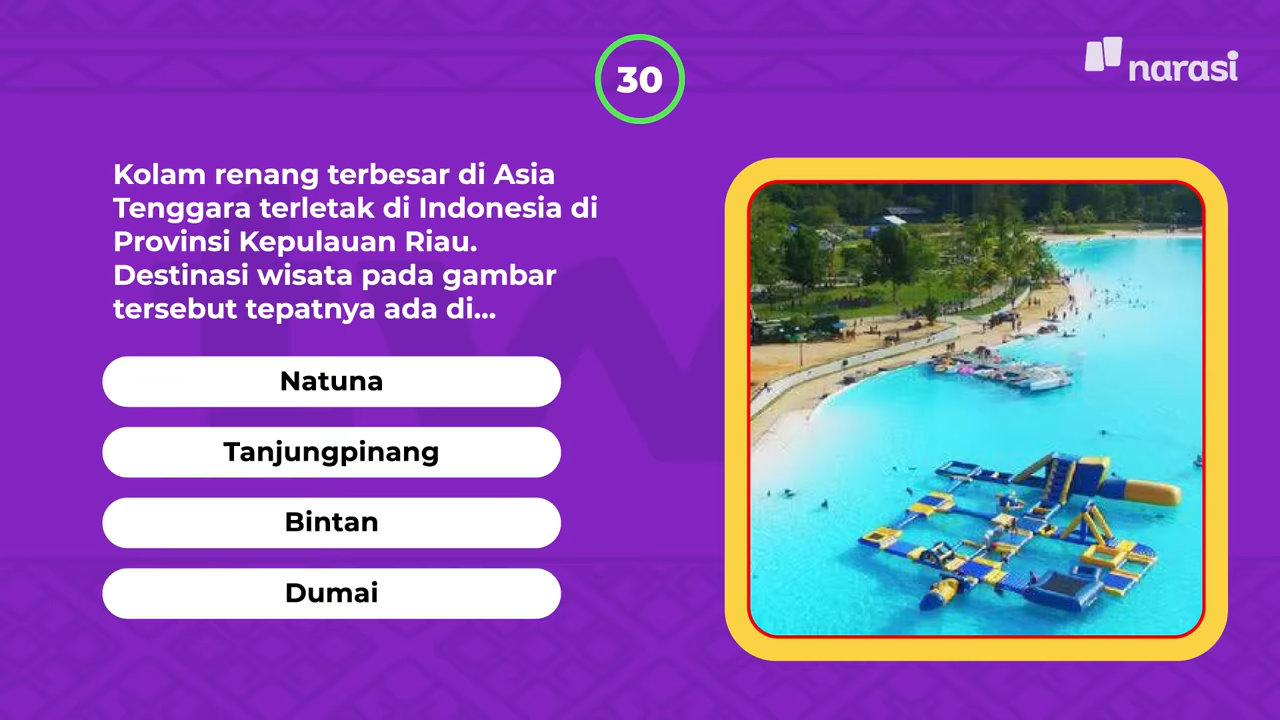 30
narasi
Kolam renang terbesar di Asia
Tenggara terletak di Indonesia di
Provinsi Kepulauan Riau.
Destinasi wisata pada gambar
tersebut tepatnya ada di...
Natuna
Tanjungpinang
Bintan
Dumai